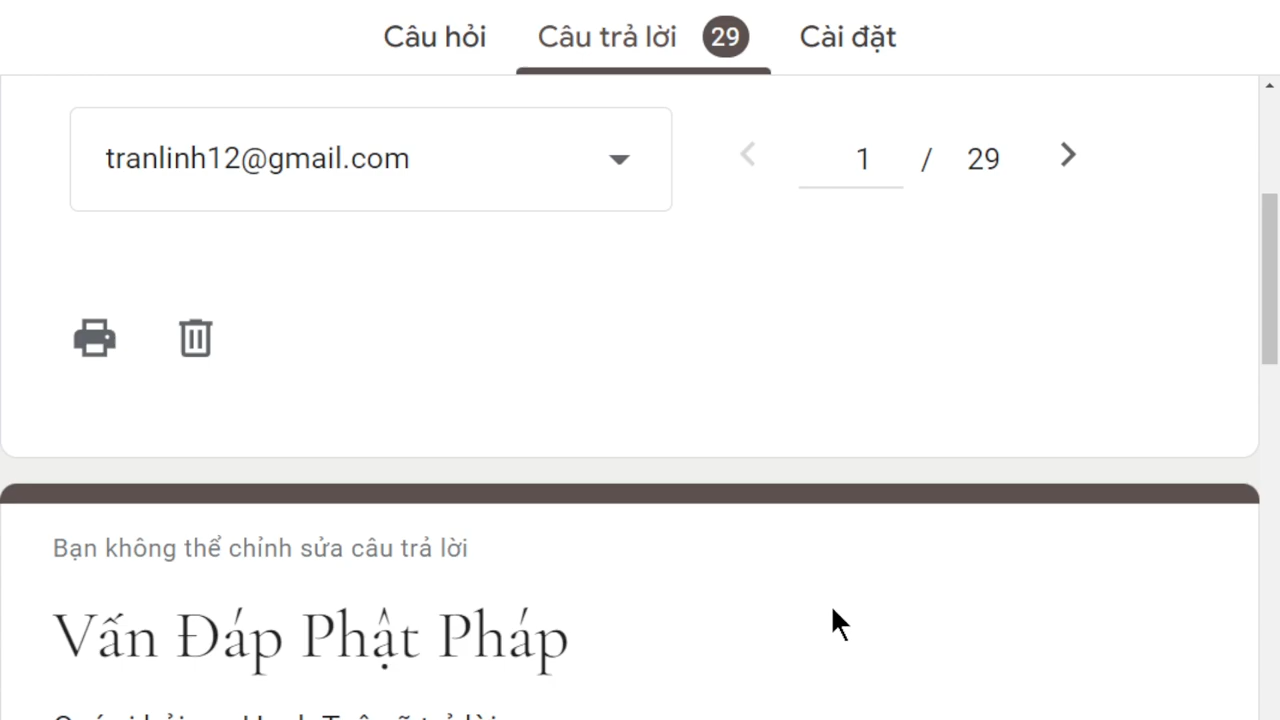 Câu hỏi Câu trả lời 29 Cài đặt
tranlinh12@gmail.com 1 / 29
Bạn không thể chỉnh sửa câu trả lời
Vấn Đáp Phật Pháp